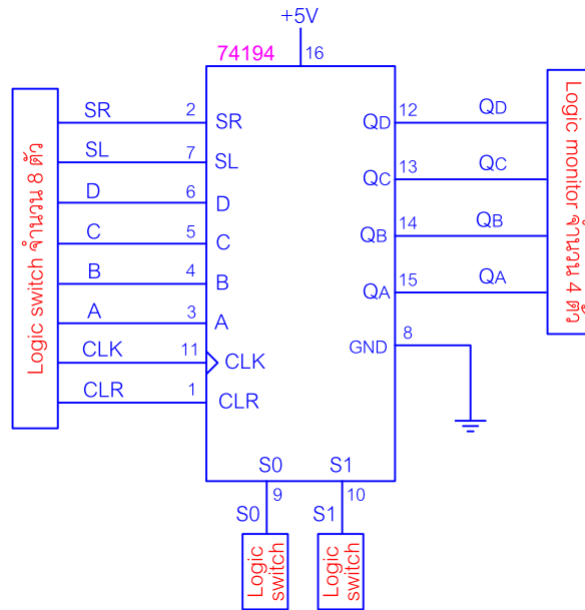 +5V
74194
16
Logic switch จำนวน 8 ตัว
SR 2 SR
SL 7 SL
D 6 D
C 5 C
B 4 B
A 3 A
CLK 11 CLK
CLR 1 CLR
QD 12 QD
QC 13 QC
QB 14 QB
QA 15 QA
GND 8
Logic monitor จำนวน 4 ตัว
S0 S1
9 10
S0 S1
Logic switch
Logic switch